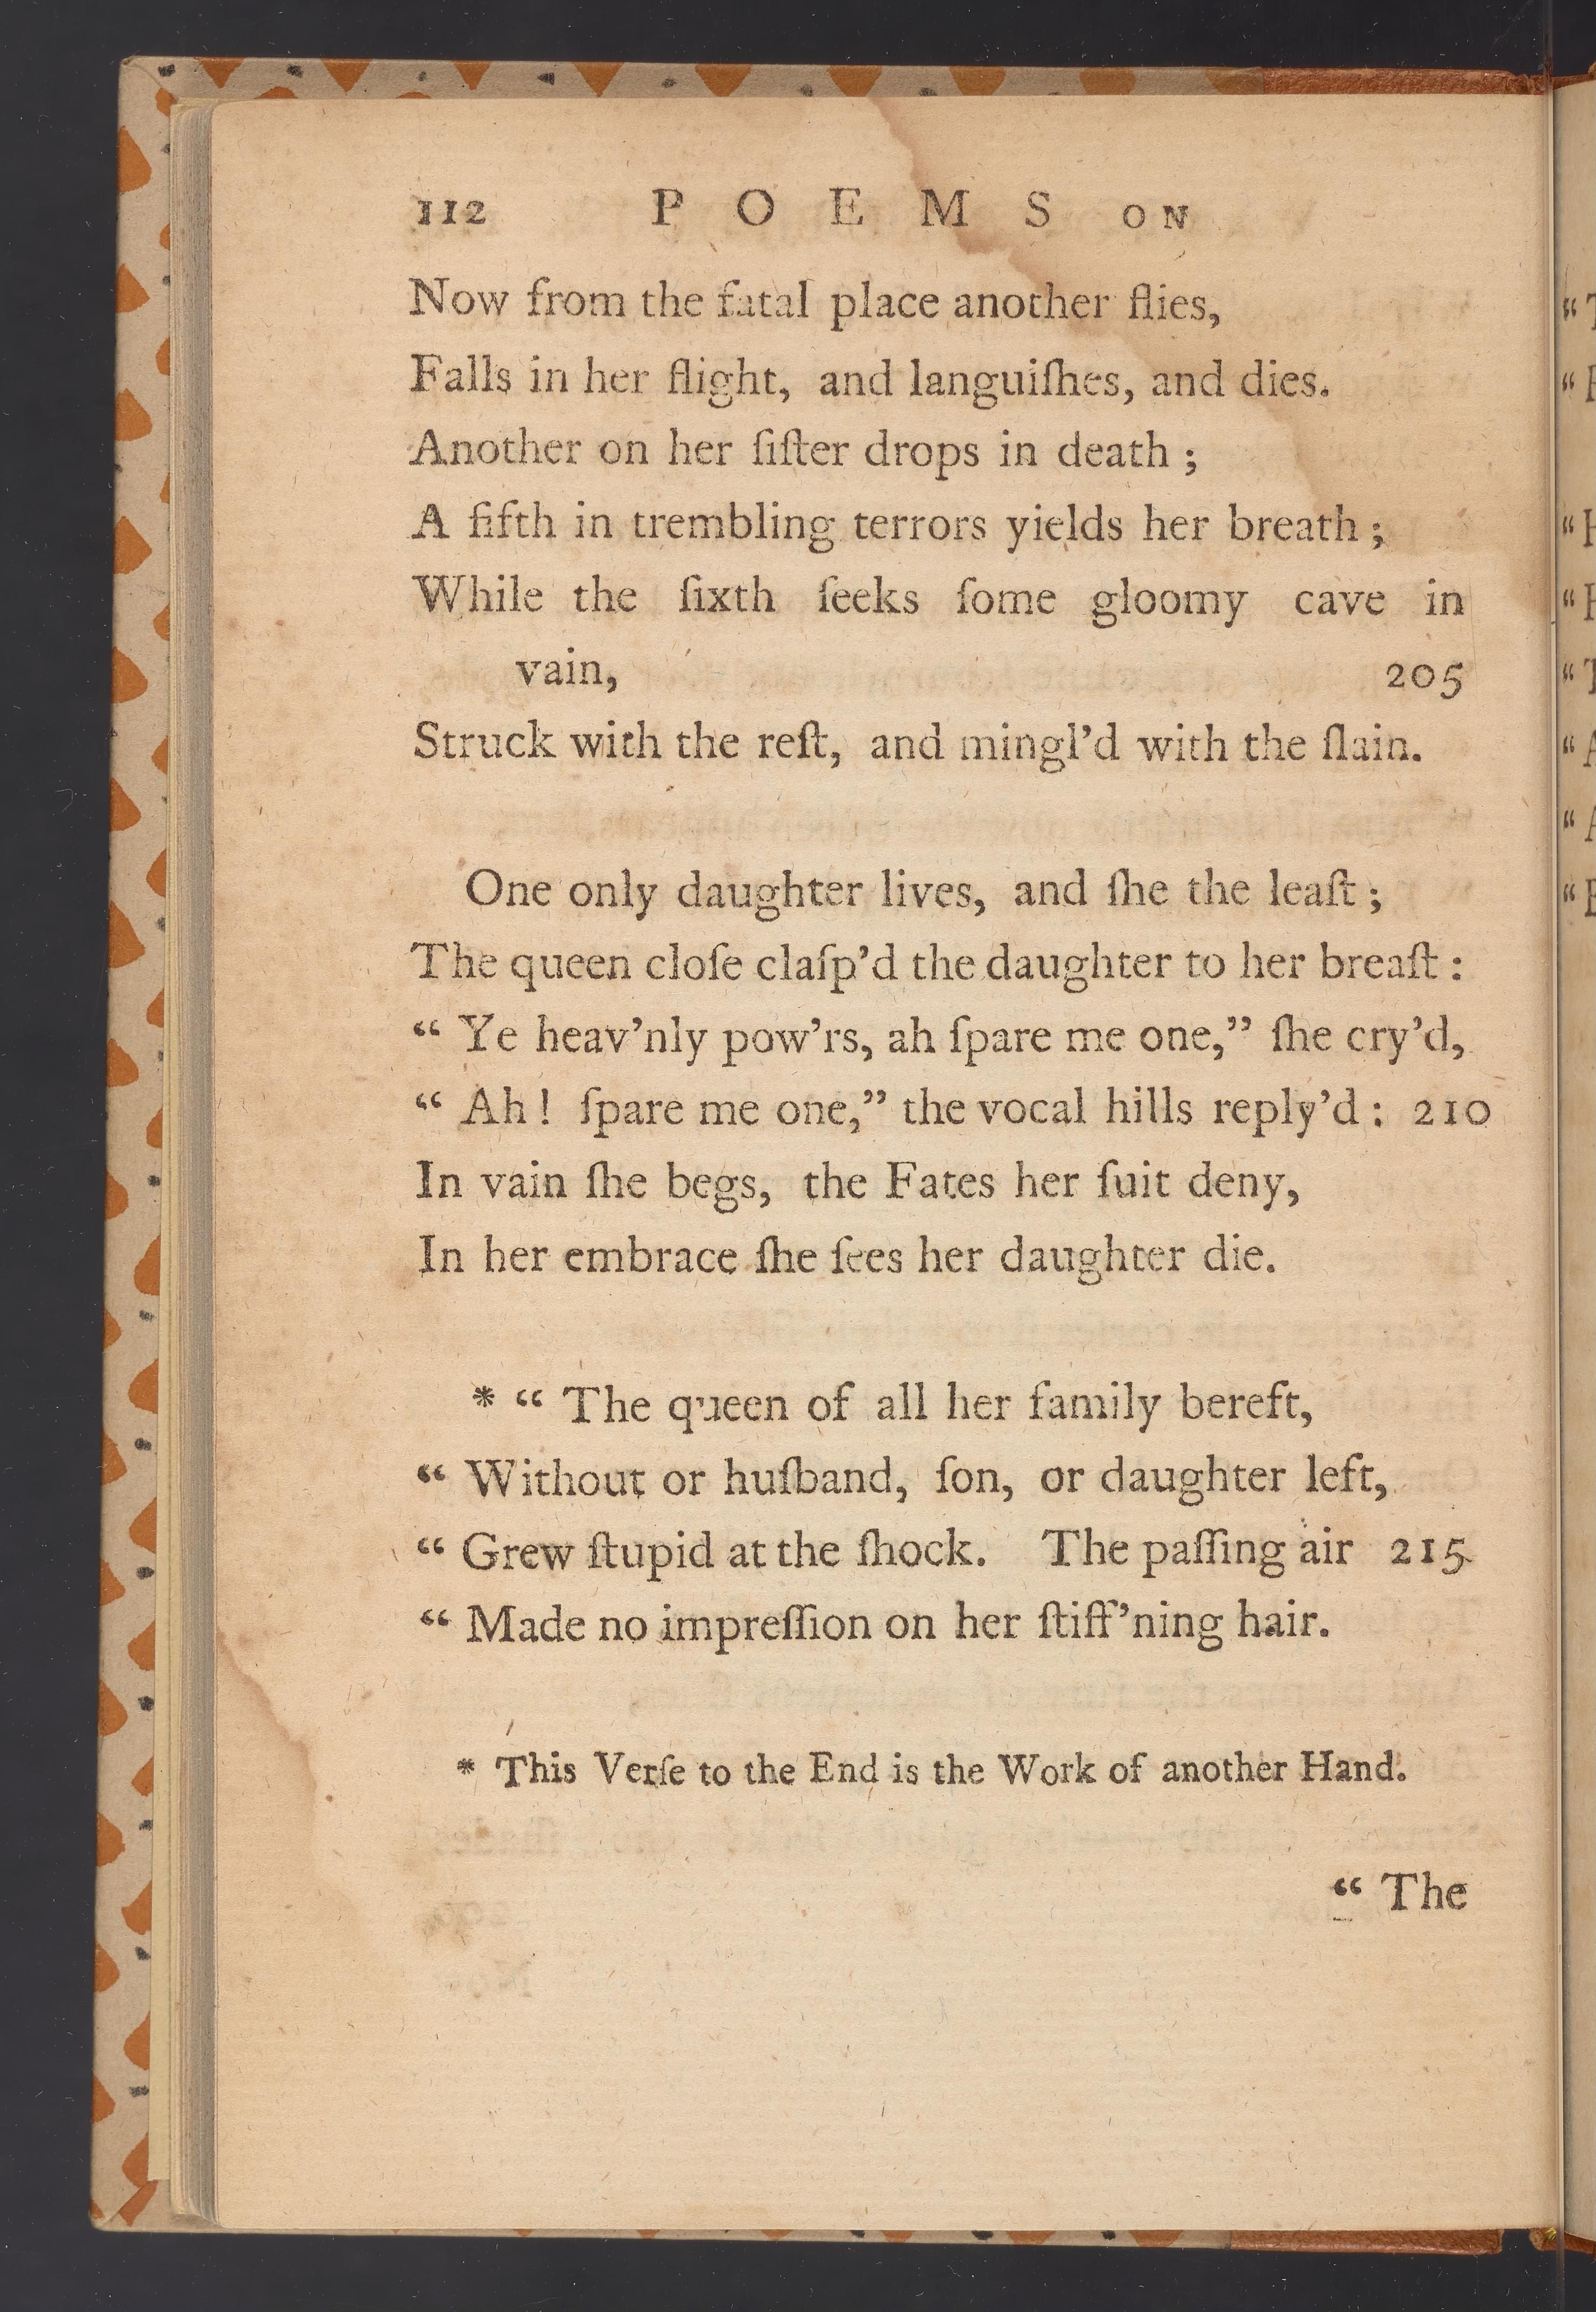 112 POEMS ON
Now from the fatal place another flies,
Falls in her flight, and languiſhes, and dies.
Another on her ſiſter drops in death ;
A fifth in trembling terrors yields her breath ;
While the ſixth ſeeks ſome gloomy cave in
vain, 205
Struck with the reſt, and mingl’d with the ſlain.
One only daughter lives, and ſhe the leaſt ;
The queen cloſe claſp’d the daughter to her breaſt :
“ Ye heav’nly pow’rs, ah ſpare me one,” ſhe cry’d,
“ Ah ! ſpare me one,” the vocal hills reply’d : 210
In vain ſhe begs, the Fates her ſuit deny,
In her embrace ſhe ſees her daughter die.
* “ The queen of all her family bereft,
“ Without or huſband, ſon, or daughter left,
“ Grew ſtupid at the ſhock. The paſſing air 215
“ Made no impreſſion on her ſtiff’ning hair.
* This Verſe to the End is the Work of another Hand.
“ The